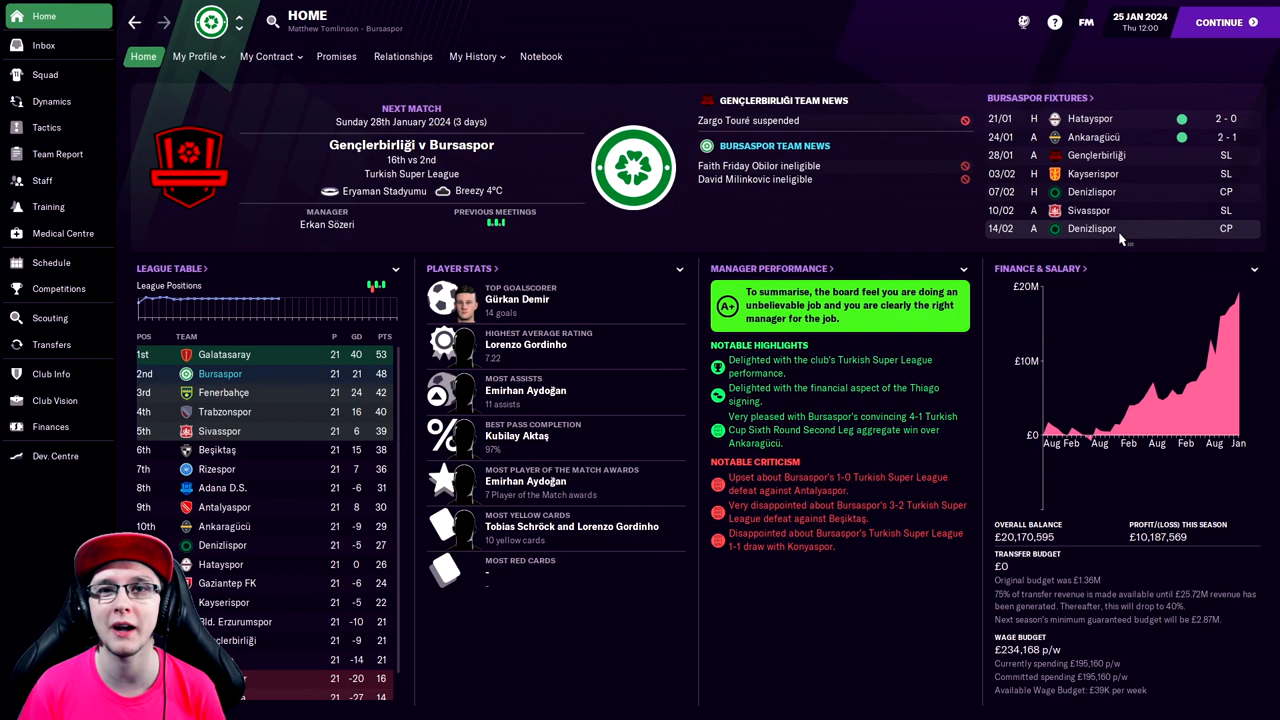 Home
HOME
Matthew Tomlinson - Bursaspor
FM
25 JAN 2024
Thu 12:00
CONTINUE
Inbox
Squad
Dynamics
Tactics
Team Report
Staff
Training
Medical Centre
Schedule
Competitions
Scouting
Transfers
Club Info
Club Vision
Finances
Dev. Centre
Home
My Profile
My Contract
Promises
Relationships
My History
Notebook
NEXT MATCH
Sunday 28th January 2024 (3 days)
Gençlerbirliği v Bursaspor
16th vs 2nd
Turkish Super League
Eryaman Stadyumu
Breezy 4°C
MANAGER
Erkan Sözeri
PREVIOUS MEETINGS
GENÇLERBIRLIĞI TEAM NEWS
Zargo Touré suspended
BURSASPOR TEAM NEWS
Faith Friday Obilor ineligible
David Milinkovic ineligible
BURSASPOR FIXTURES >
21/01 H Hatayspor 2 - 0
24/01 A Ankaragücü 2 - 1
28/01 A Gençlerbirliği SL
03/02 H Kayserispor SL
07/02 H Denizlispor CP
10/02 A Sivasspor SL
14/02 A Denizlispor CP
LEAGUE TABLE >
League Positions
POS TEAM P GD PTS
1st Galatasaray 21 40 53
2nd Bursaspor 21 21 48
3rd Fenerbahçe 21 24 42
4th Trabzonspor 21 16 40
5th Sivasspor 21 6 39
6th Beşiktaş 21 15 38
7th Rizespor 21 7 36
8th Adana D.S. 21 -6 31
9th Antalyaspor 21 8 30
10th Ankaragücü 21 -9 29
Denizlispor 21 -5 27
Hatayspor 21 0 26
Gaziantep FK 21 -6 24
Kayserispor 21 -5 22
Bld. Erzurumspor 21 -10 21
nçlerbirliği 21 -9 21
21 -14 21
21 -20 16
21 -27 14
PLAYER STATS >
TOP GOALSCORER
Gürkan Demir
14 goals
HIGHEST AVERAGE RATING
Lorenzo Gordinho
7.22
MOST ASSISTS
Emirhan Aydoğan
11 assists
BEST PASS COMPLETION
Kubilay Aktaş
97%
MOST PLAYER OF THE MATCH AWARDS
Emirhan Aydoğan
7 Player of the Match awards
MOST YELLOW CARDS
Tobias Schröck and Lorenzo Gordinho
10 yellow cards
MOST RED CARDS
-
-
MANAGER PERFORMANCE >
A+
To summarise, the board feel you are doing an
unbelievable job and you are clearly the right
manager for the job.
NOTABLE HIGHLIGHTS
Delighted with the club's Turkish Super League
performance.
Delighted with the financial aspect of the Thiago
signing.
Very pleased with Bursaspor's convincing 4-1 Turkish
Cup Sixth Round Second Leg aggregate win over
Ankaragücü.
NOTABLE CRITICISM
Upset about Bursaspor's 1-0 Turkish Super League
defeat against Antalyaspor.
Very disappointed about Bursaspor's 3-2 Turkish Super
League defeat against Beşiktaş.
Disappointed about Bursaspor's Turkish Super League
1-1 draw with Konyaspor.
FINANCE & SALARY >
£20M
£10M
£0
Aug Feb Aug Feb Aug Jan
OVERALL BALANCE
£20,170,595
PROFIT/(LOSS) THIS SEASON
£10,187,569
TRANSFER BUDGET
£0
Original budget was £1.36M
75% of transfer revenue is made available until £25.72M revenue has
been generated. Thereafter, this will drop to 40%.
Next season's minimum guaranteed budget will be £2.87M.
WAGE BUDGET
£234,168 p/w
Currently spending £195,160 p/w
Committed spending £195,160 p/w
Available Wage Budget: £39K per week